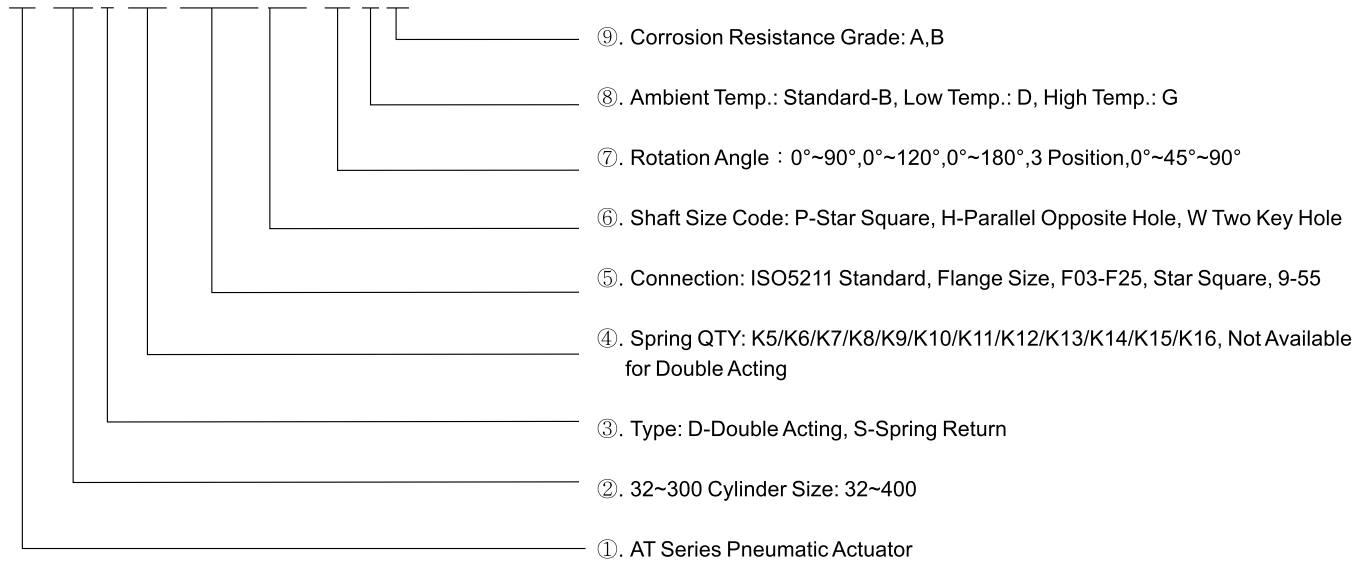 ⑨. Corrosion Resistance Grade: A,B
⑧. Ambient Temp.: Standard-B, Low Temp.: D, High Temp.: G
⑦. Rotation Angle：0°~90°,0°~120°,0°~180°,3 Position,0°~45°~90°
⑥. Shaft Size Code: P-Star Square, H-Parallel Opposite Hole, W Two Key Hole
⑤. Connection: ISO5211 Standard, Flange Size, F03-F25, Star Square, 9-55
④. Spring QTY: K5/K6/K7/K8/K9/K10/K11/K12/K13/K14/K15/K16, Not Available
for Double Acting
③. Type: D-Double Acting, S-Spring Return
②. 32~300 Cylinder Size: 32~400
①. AT Series Pneumatic Actuator